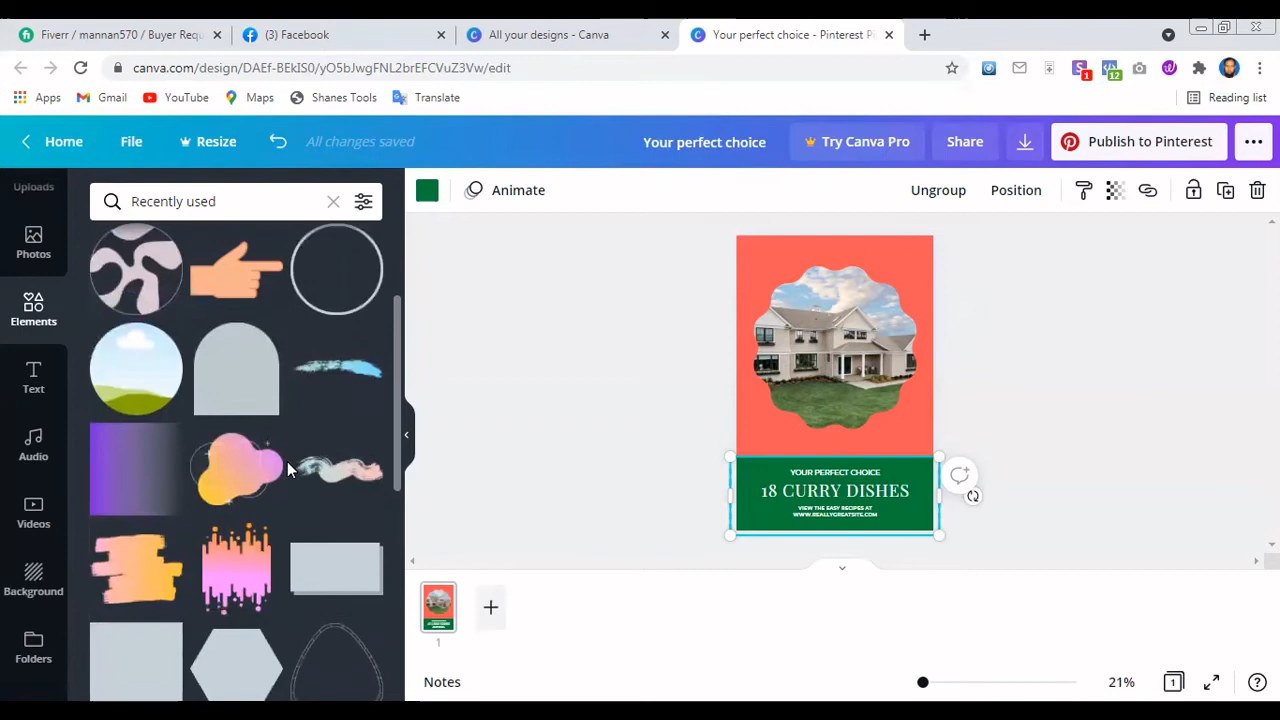 Fiverr / mannan570 / Buyer Requ
(3) Facebook
All your designs - Canva
Your perfect choice - Pinterest Pi
canva.com/design/DAEf-BEkIS0/yO5bJwgFNL2brEFCVuZ3Vw/edit
1
12
Apps
Gmail
YouTube
Maps
Shanes Tools
Translate
Reading list
Home
File
Resize
All changes saved
Your perfect choice
Try Canva Pro
Share
Publish to Pinterest
Uploads
Recently used
Animate
Ungroup
Position
Photos
Elements
Text
Audio
Videos
Background
Folders
YOUR PERFECT CHOICE
18 CURRY DISHES
VIEW THE EASY RECIPES AT
WWW.REALLYGREATSITE.COM
1
Notes
21%
1